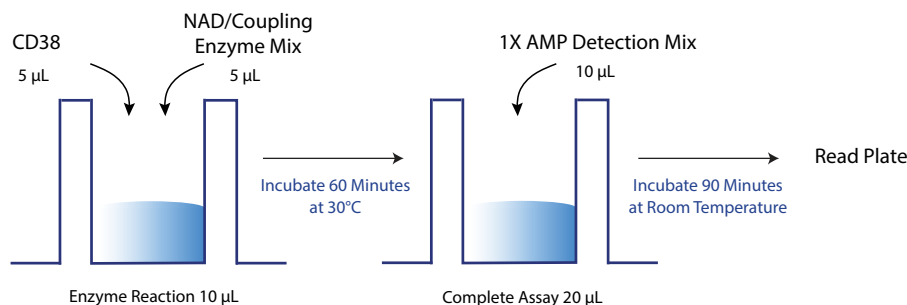 CD38
5 µL
NAD/Coupling
Enzyme Mix
5 µL
Incubate 60 Minutes
at 30°C
Enzyme Reaction 10 µL
1X AMP Detection Mix
10 µL
Incubate 90 Minutes
at Room Temperature
Complete Assay 20 µL
Read Plate